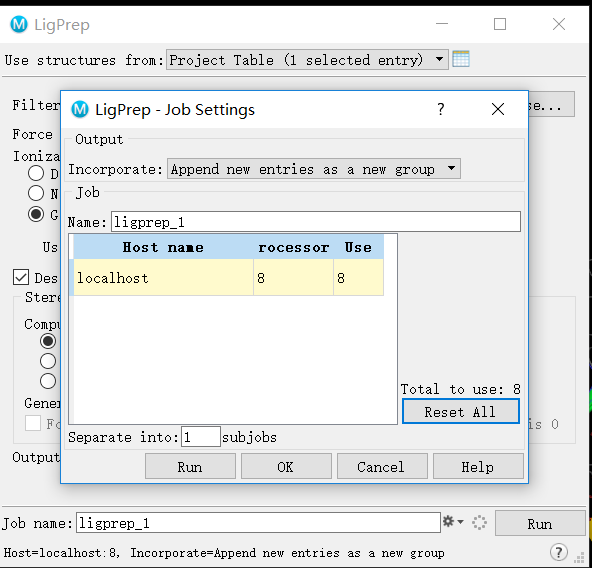 LigPrep
Use structures from: Project Table (1 selected entry)
Filter
Force
Ioniza
LigPrep - Job Settings
?
Output
Incorporate: Append new entries as a new group
Job
Name: ligprep_1
Host name rocessor Use
localhost 8 8
Total to use: 8
Reset All
Separate into: 1 subjobs
Run OK Cancel Help
Us
Des
Stere
Compu
Gener
is 0
Output
Job name: ligprep_1 Run
Host=localhost:8, Incorporate=Append new entries as a new group ?